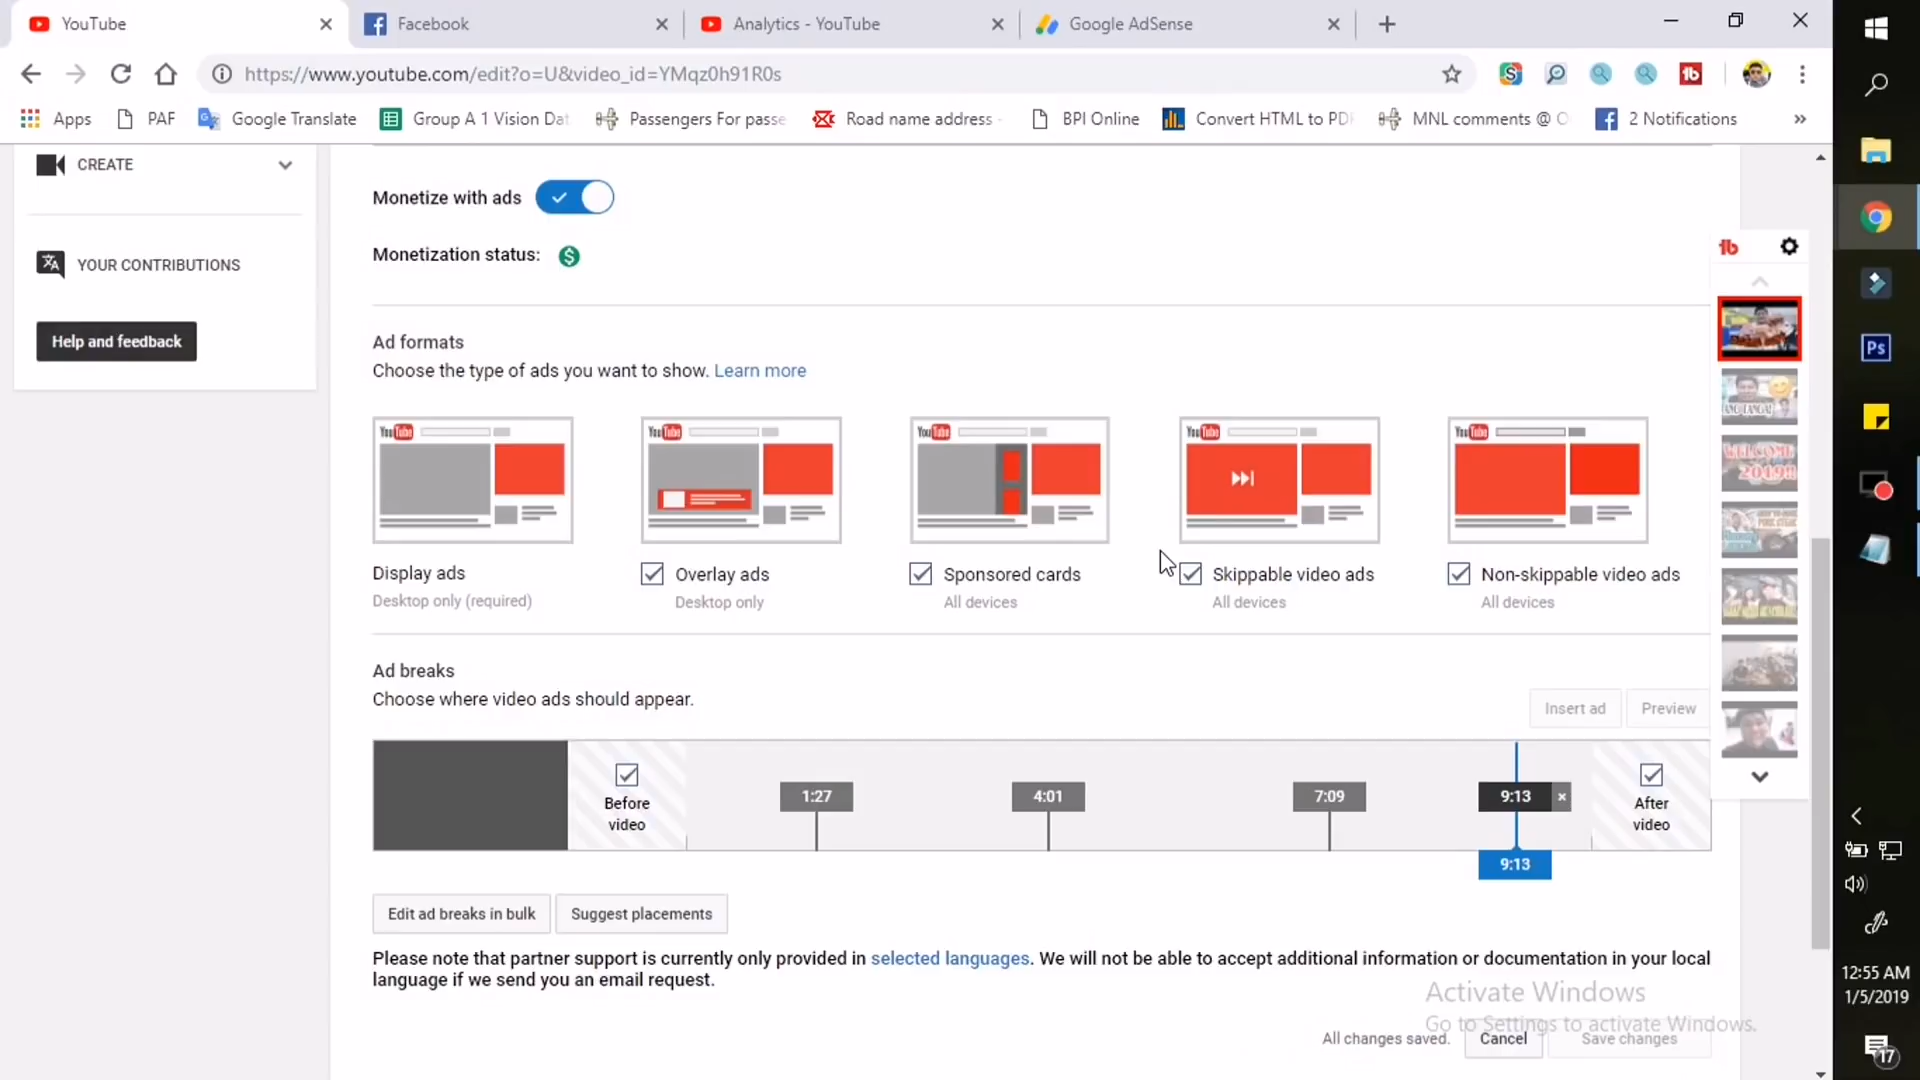 YouTube
Facebook
Analytics - YouTube
Google AdSense
https://www.youtube.com/edit?o=U&video_id=YMqz0h91R0s
Apps
PAF
Google Translate
Group A 1 Vision Dat
Passengers For passe
Road name address -
BPI Online
Convert HTML to PDF
MNL comments @ C
2 Notifications
»
CREATE
YOUR CONTRIBUTIONS
Help and feedback
Monetize with ads
Monetization status: $
Ad formats
Choose the type of ads you want to show. Learn more
YouTube
YouTube
YouTube
YouTube
YouTube
Display ads
Desktop only (required)
Overlay ads
Desktop only
Sponsored cards
All devices
Skippable video ads
All devices
Non-skippable video ads
All devices
Ad breaks
Choose where video ads should appear.
Insert ad
Preview
Before
video
1:27
4:01
7:09
9:13 ×
After
video
9:13
Edit ad breaks in bulk
Suggest placements
Please note that partner support is currently only provided in selected languages. We will not be able to accept additional information or documentation in your local
language if we send you an email request.
Activate Windows
Go to Settings to activate Windows.
All changes saved.
Cancel
Save changes
WELCOME
2019!!
Ps
12:55 AM
1/5/2019
17